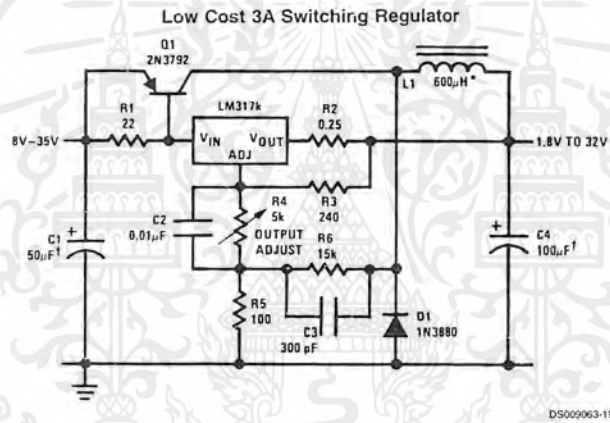 Low Cost 3A Switching Regulator
Q1
2N3792
L1
600μH*
R1
22
LM317k
R2
0.25
8V–35V
VIN
VOUT
ADJ
1.8V TO 32V
R4
5k
R3
240
C2
0.01μF
OUTPUT
ADJUST
R6
15k
C1
50μF†
+
C4
100μF†
+
R5
100
C3
300 pF
D1
1N3880
DS009063-11